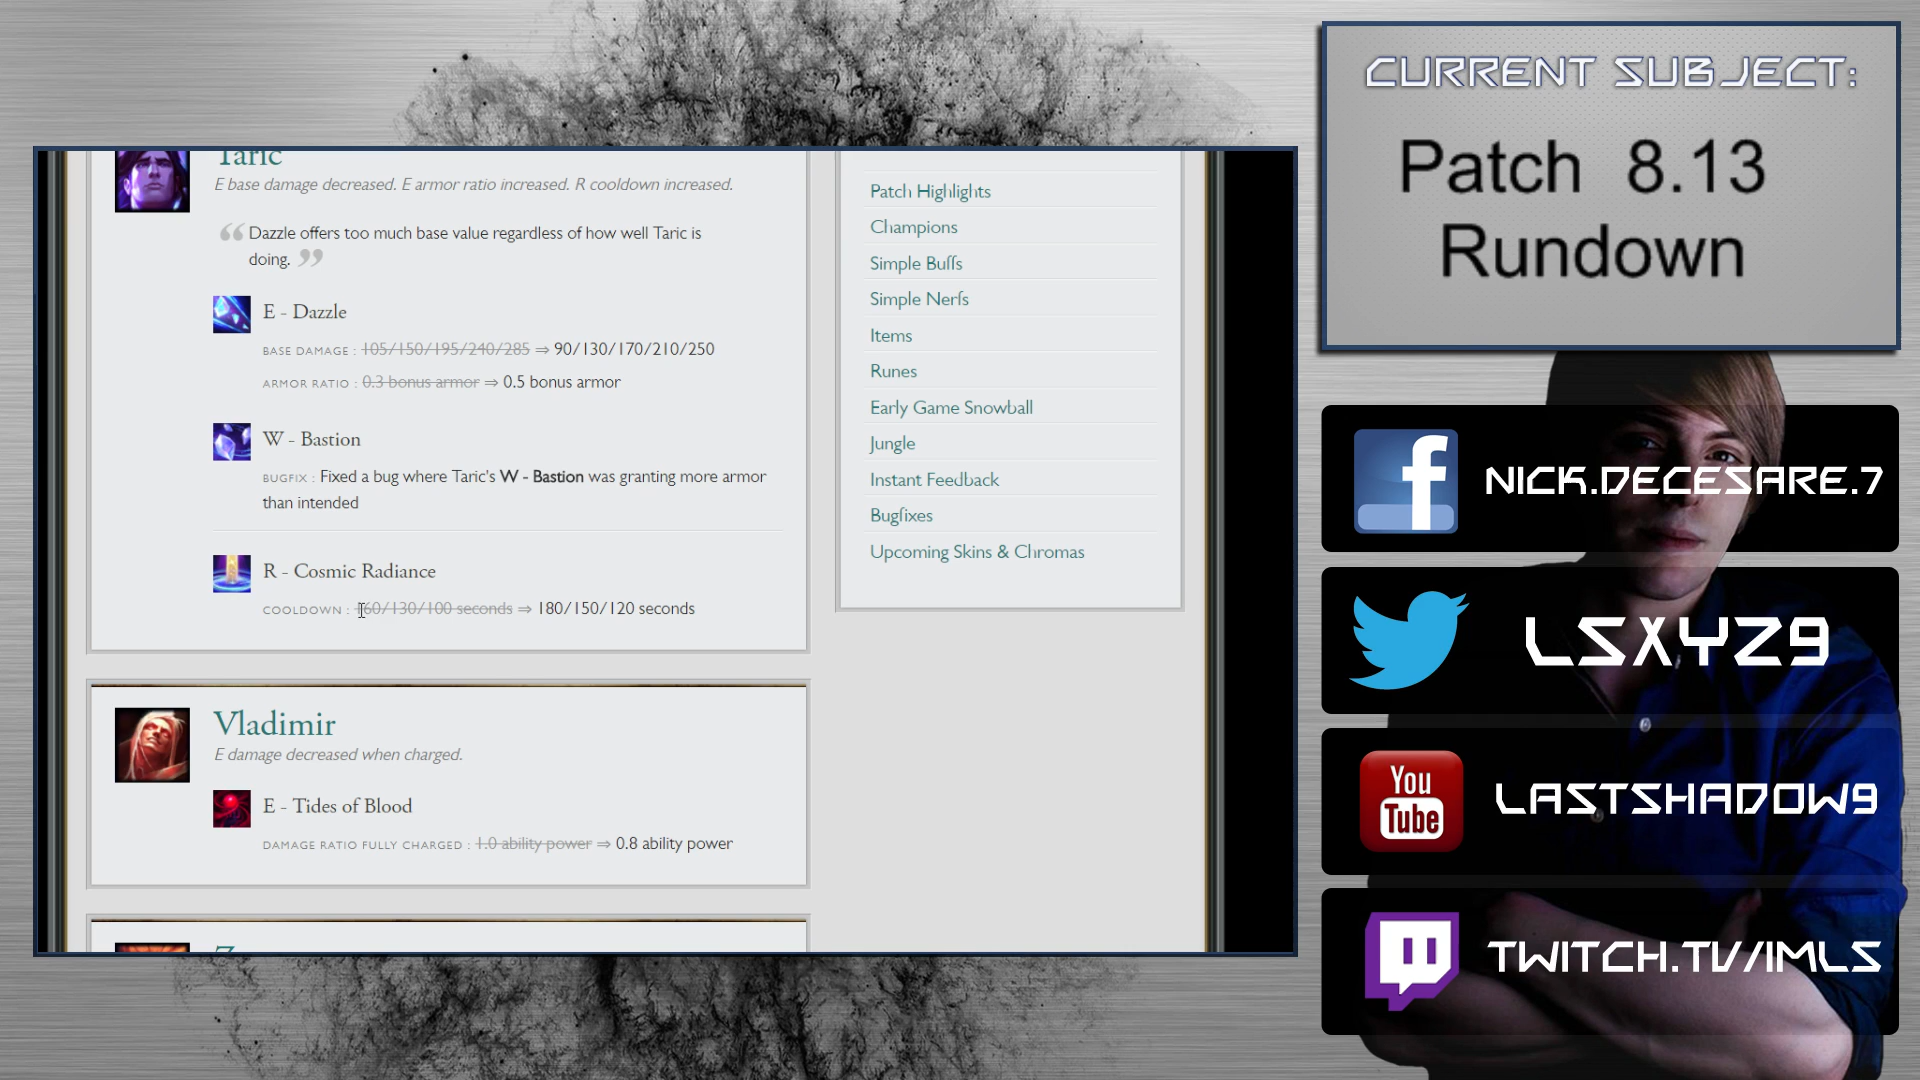 Taric
E base damage decreased. E armor ratio increased. R cooldown increased.
“ Dazzle offers too much base value regardless of how well Taric is
doing. ”
E - Dazzle
BASE DAMAGE : 105/150/195/240/285 ⇒ 90/130/170/210/250
ARMOR RATIO : 0.3 bonus armor ⇒ 0.5 bonus armor
W - Bastion
BUGFIX : Fixed a bug where Taric's W - Bastion was granting more armor
than intended
R - Cosmic Radiance
COOLDOWN : 160/130/100 seconds ⇒ 180/150/120 seconds
Vladimir
E damage decreased when charged.
E - Tides of Blood
DAMAGE RATIO FULLY CHARGED : 1.0 ability power ⇒ 0.8 ability power
Patch Highlights
Champions
Simple Buffs
Simple Nerfs
Items
Runes
Early Game Snowball
Jungle
Instant Feedback
Bugfixes
Upcoming Skins & Chromas
CURRENT SUBJECT:
Patch 8.13
Rundown
f
NICK.DECESARE.7
LSXYZ9
You
Tube
LASTSHADOW9
TWITCH.TV/IMLS